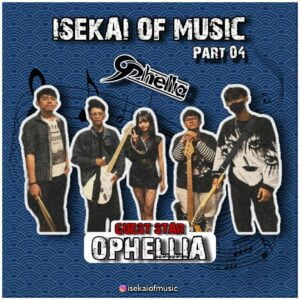 ISEKAI OF MUSIC
PART 04
Ophellia
GUEST STAR
OPHELLIA
isekaiofmusic